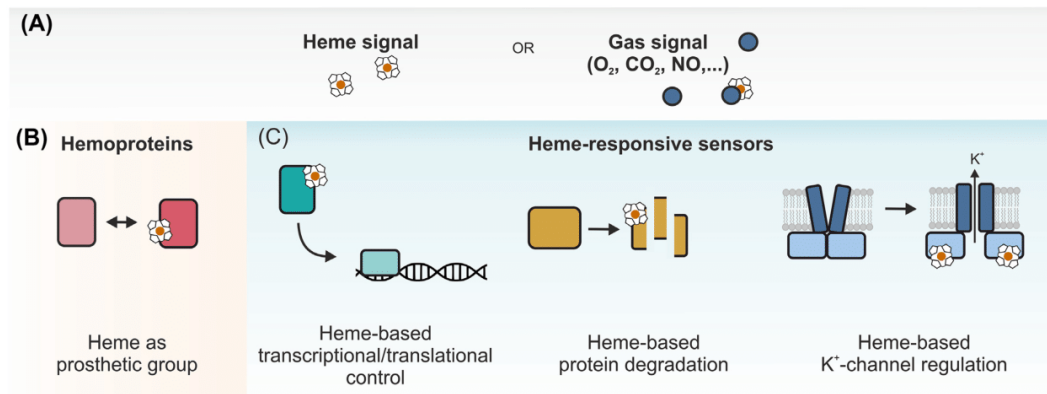 (A)
Heme signal
OR
Gas signal
(O₂, CO₂, NO,...)
(B)
Hemoproteins
(C)
Heme-responsive sensors
K⁺
Heme as
prosthetic group
Heme-based
transcriptional/translational
control
Heme-based
protein degradation
Heme-based
K⁺-channel regulation